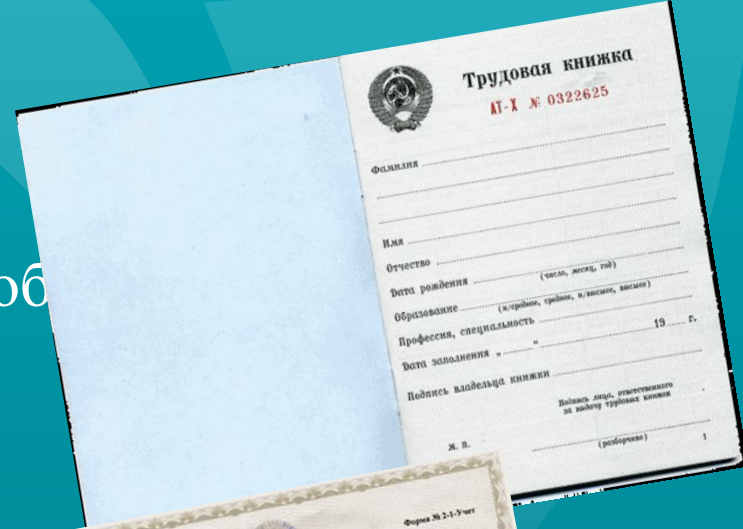 Трудовая книжка
АТ-X № 0322625
Фамилия
Имя
Отчество
Дата рождения
(число, месяц, год)
Образование
(н/среднее, среднее, н/высшее, высшее)
Профессия, специальность
Дата заполнения „ “ 19 г.
Подпись владельца книжки
Подпись лица, ответственного
за выдачу трудовых книжек
М. П.
(разборчиво)
1
об
Форма № 2-1-Учет